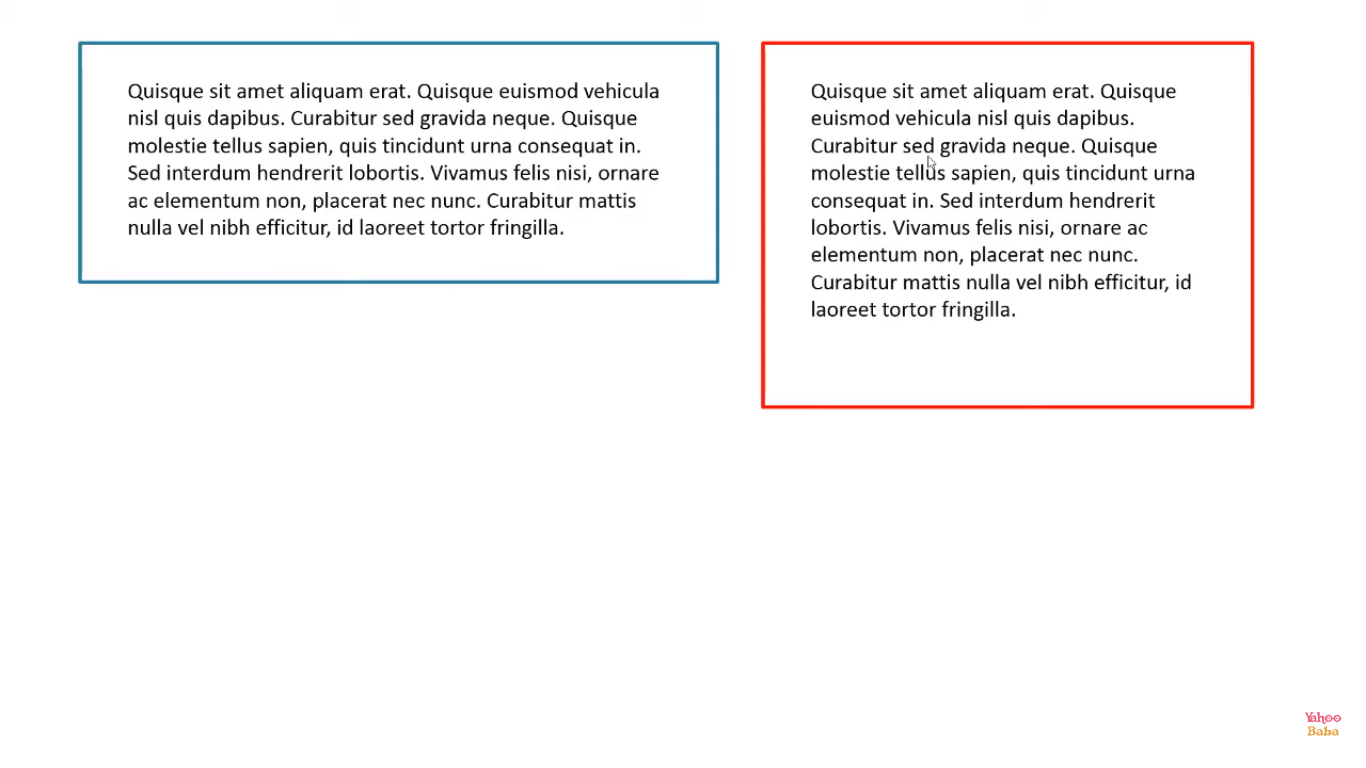 Quisque sit amet aliquam erat. Quisque euismod vehicula
nisl quis dapibus. Curabitur sed gravida neque. Quisque
molestie tellus sapien, quis tincidunt urna consequat in.
Sed interdum hendrerit lobortis. Vivamus felis nisi, ornare
ac elementum non, placerat nec nunc. Curabitur mattis
nulla vel nibh efficitur, id laoreet tortor fringilla.
Quisque sit amet aliquam erat. Quisque
euismod vehicula nisl quis dapibus.
Curabitur sed gravida neque. Quisque
molestie tellus sapien, quis tincidunt urna
consequat in. Sed interdum hendrerit
lobortis. Vivamus felis nisi, ornare ac
elementum non, placerat nec nunc.
Curabitur mattis nulla vel nibh efficitur, id
laoreet tortor fringilla.
Yahoo
Baba